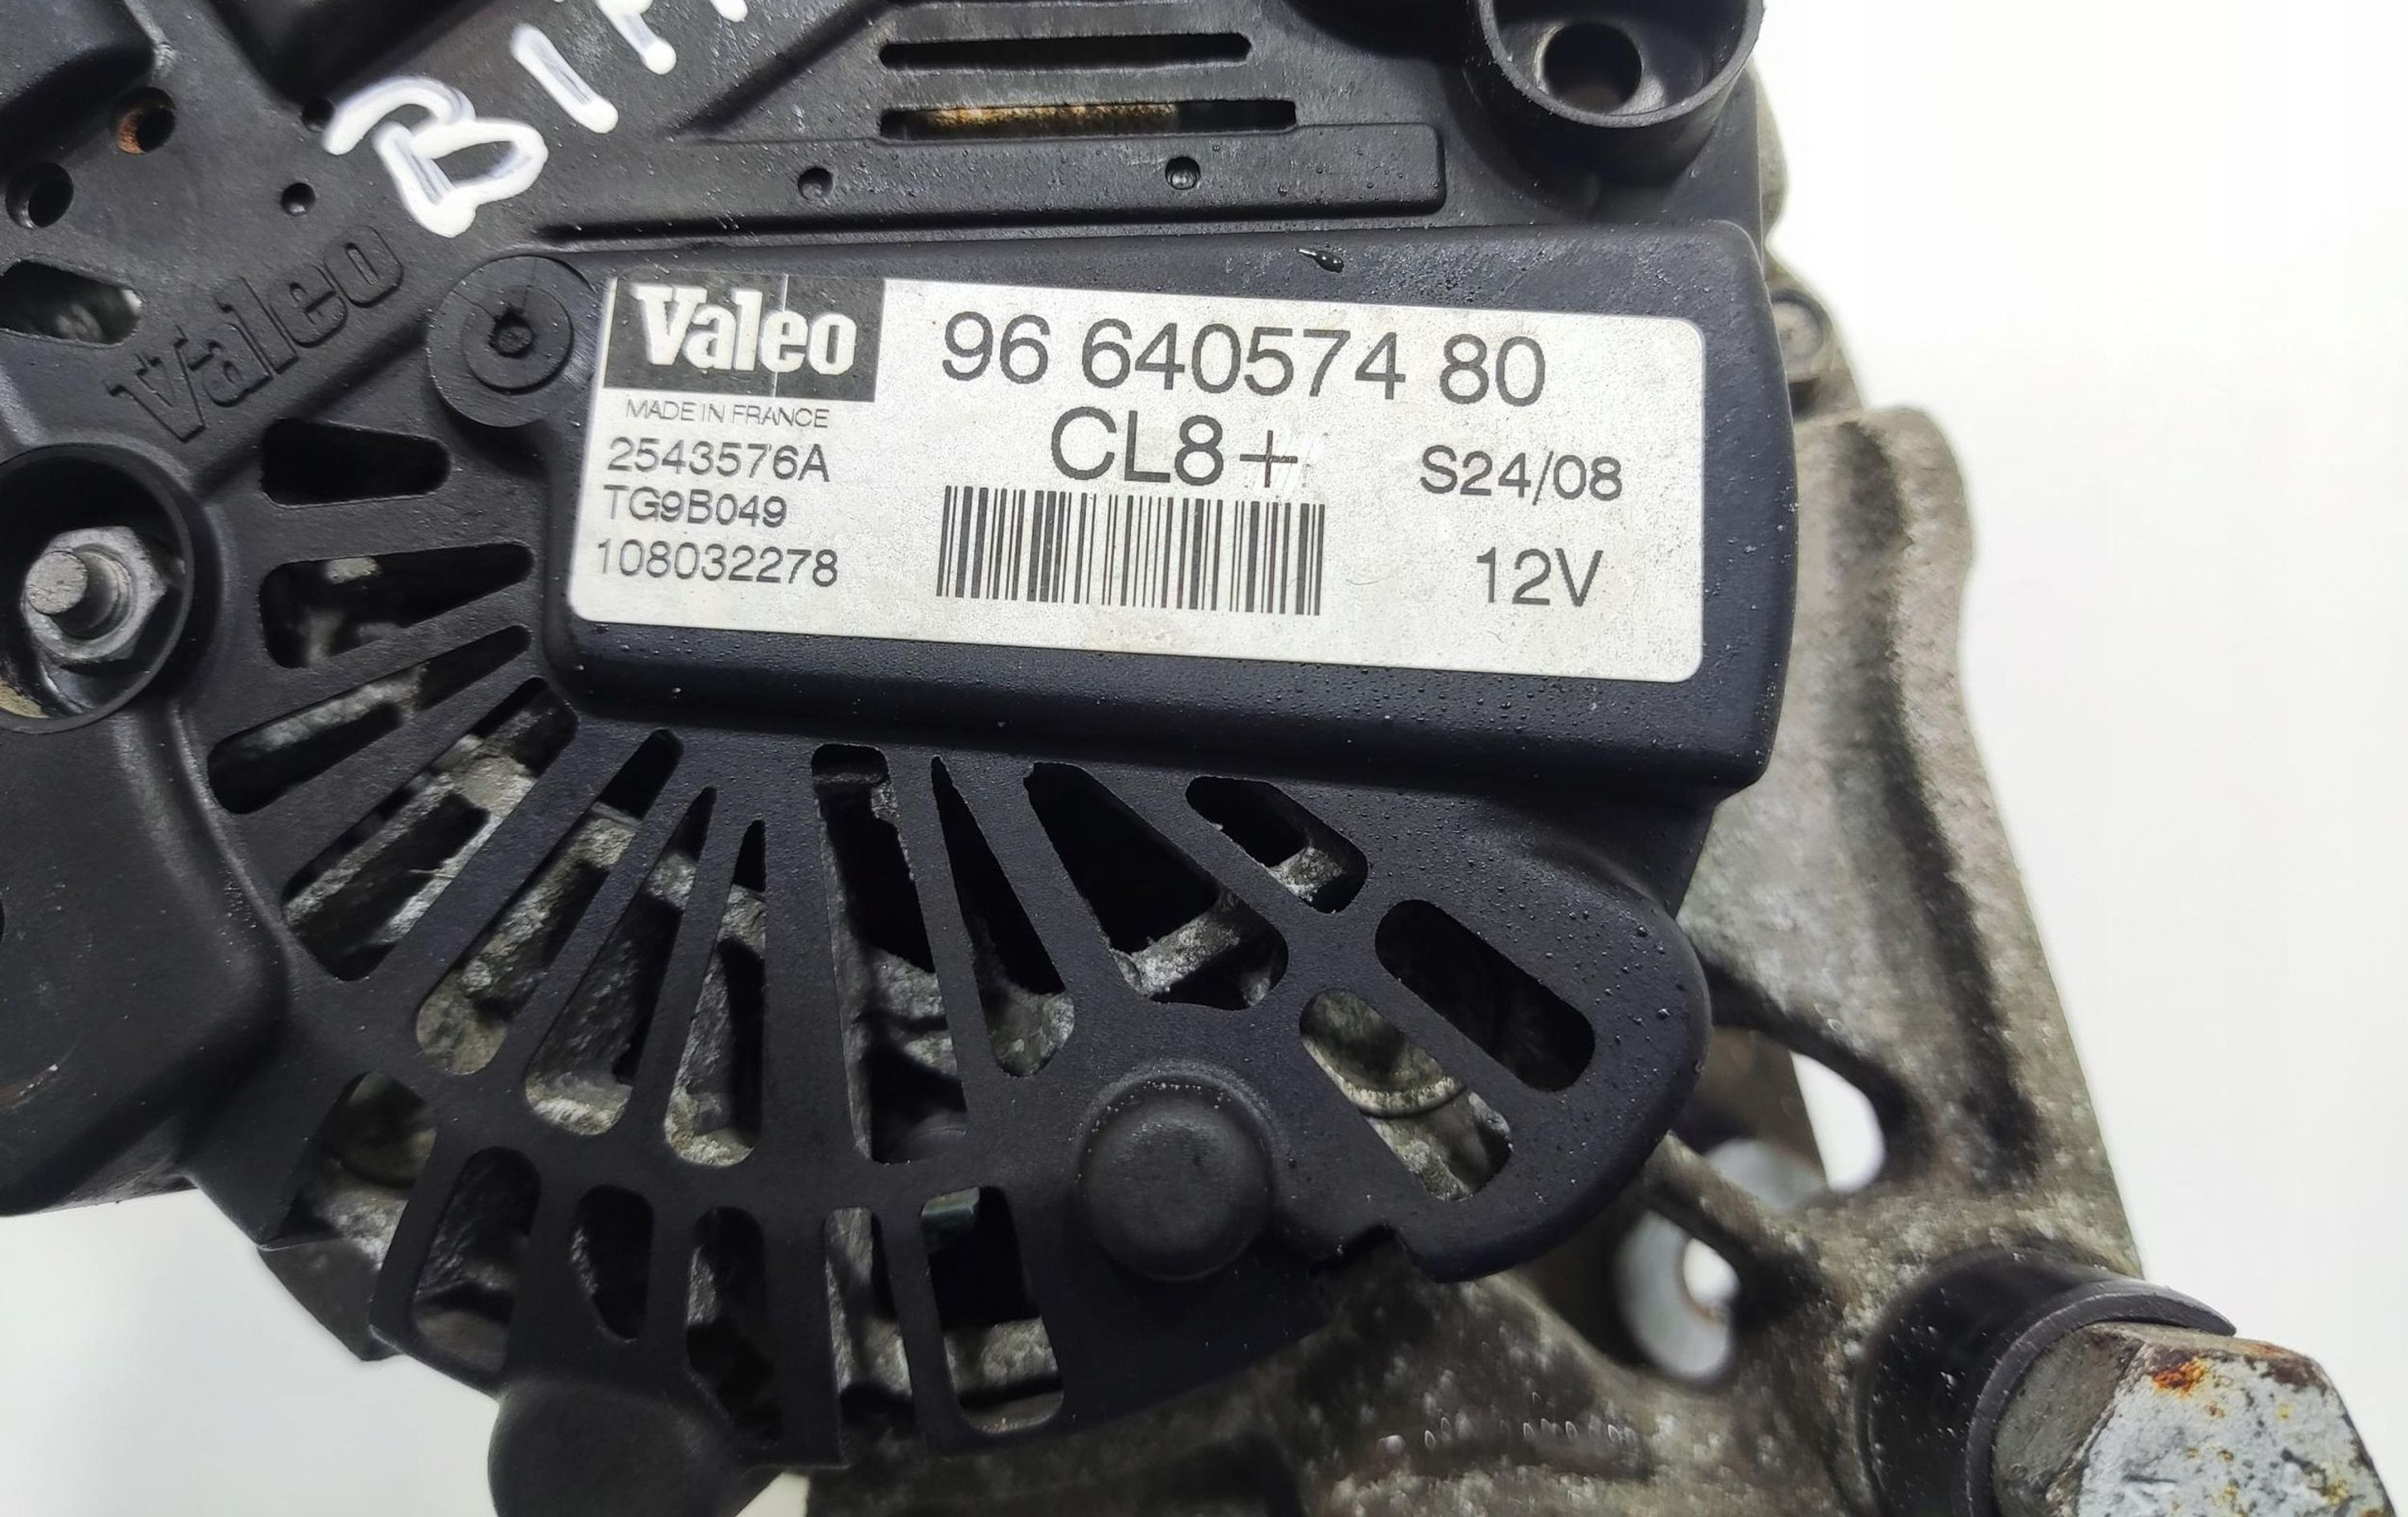 Valeo
Valeo
96 640574 80
MADE IN FRANCE
CL8+
2543576A
S24/08
TG9B049
108032278
12V